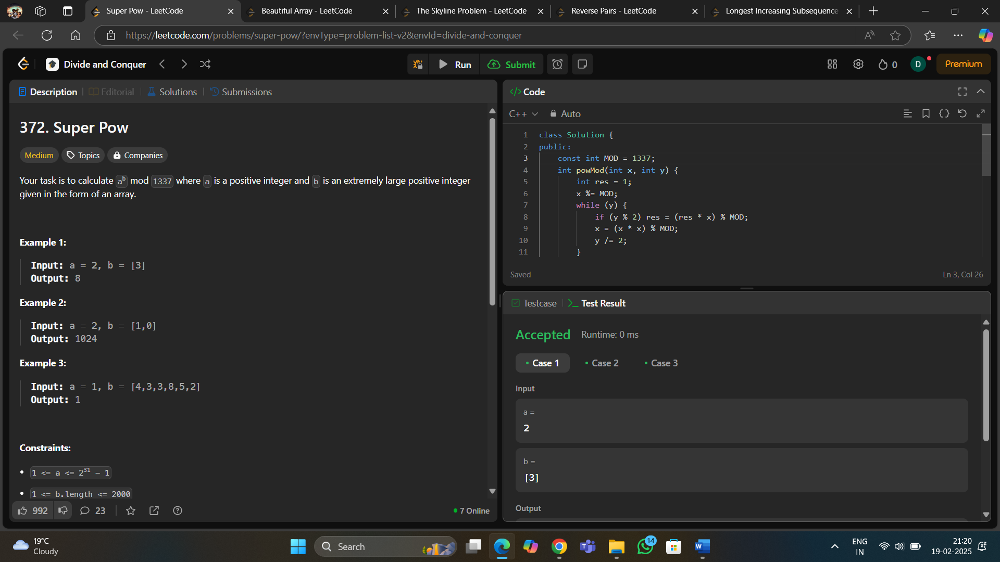 Super Pow - LeetCode
Beautiful Array - LeetCode
The Skyline Problem - LeetCode
Reverse Pairs - LeetCode
Longest Increasing Subsequence
https://leetcode.com/problems/super-pow/?envType=problem-list-v2&envId=divide-and-conquer
Divide and Conquer
Run
Submit
0
D
Premium
Description
Editorial
Solutions
Submissions
372. Super Pow
Medium
Topics
Companies
Your task is to calculate a^b mod 1337 where a is a positive integer and b is an extremely large positive integer
given in the form of an array.
Example 1:
Input: a = 2, b = [3]
Output: 8
Example 2:
Input: a = 2, b = [1,0]
Output: 1024
Example 3:
Input: a = 1, b = [4,3,3,8,5,2]
Output: 1
Constraints:
• 1 <= a <= 2^31 - 1
• 1 <= b.length <= 2000
992
23
7 Online
</> Code
C++
Auto
1 class Solution {
2 public:
3 const int MOD = 1337;
4 int powMod(int x, int y) {
5 int res = 1;
6 x %= MOD;
7 while (y) {
8 if (y % 2) res = (res * x) % MOD;
9 x = (x * x) % MOD;
10 y /= 2;
11 }
Saved
Ln 3, Col 26
Testcase
Test Result
Accepted
Runtime: 0 ms
Case 1
Case 2
Case 3
Input
a =
2
b =
[3]
Output
19°C
Cloudy
Search
14
ENG
IN
21:20
19-02-2025